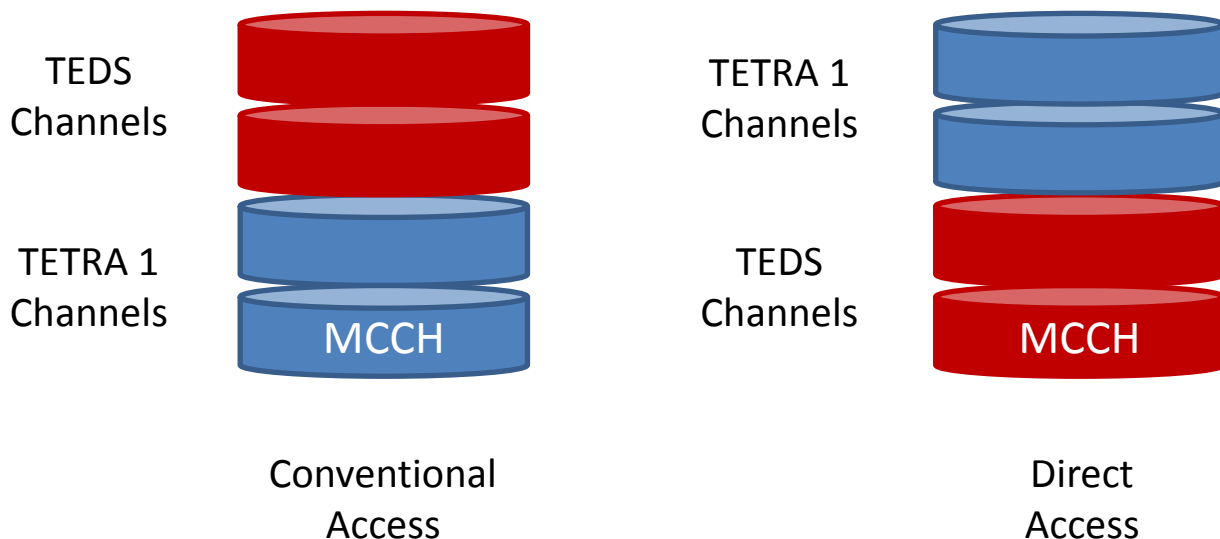 TEDS
Channels
TETRA 1
Channels
MCCH
Conventional
Access
TETRA 1
Channels
TEDS
Channels
MCCH
Direct
Access